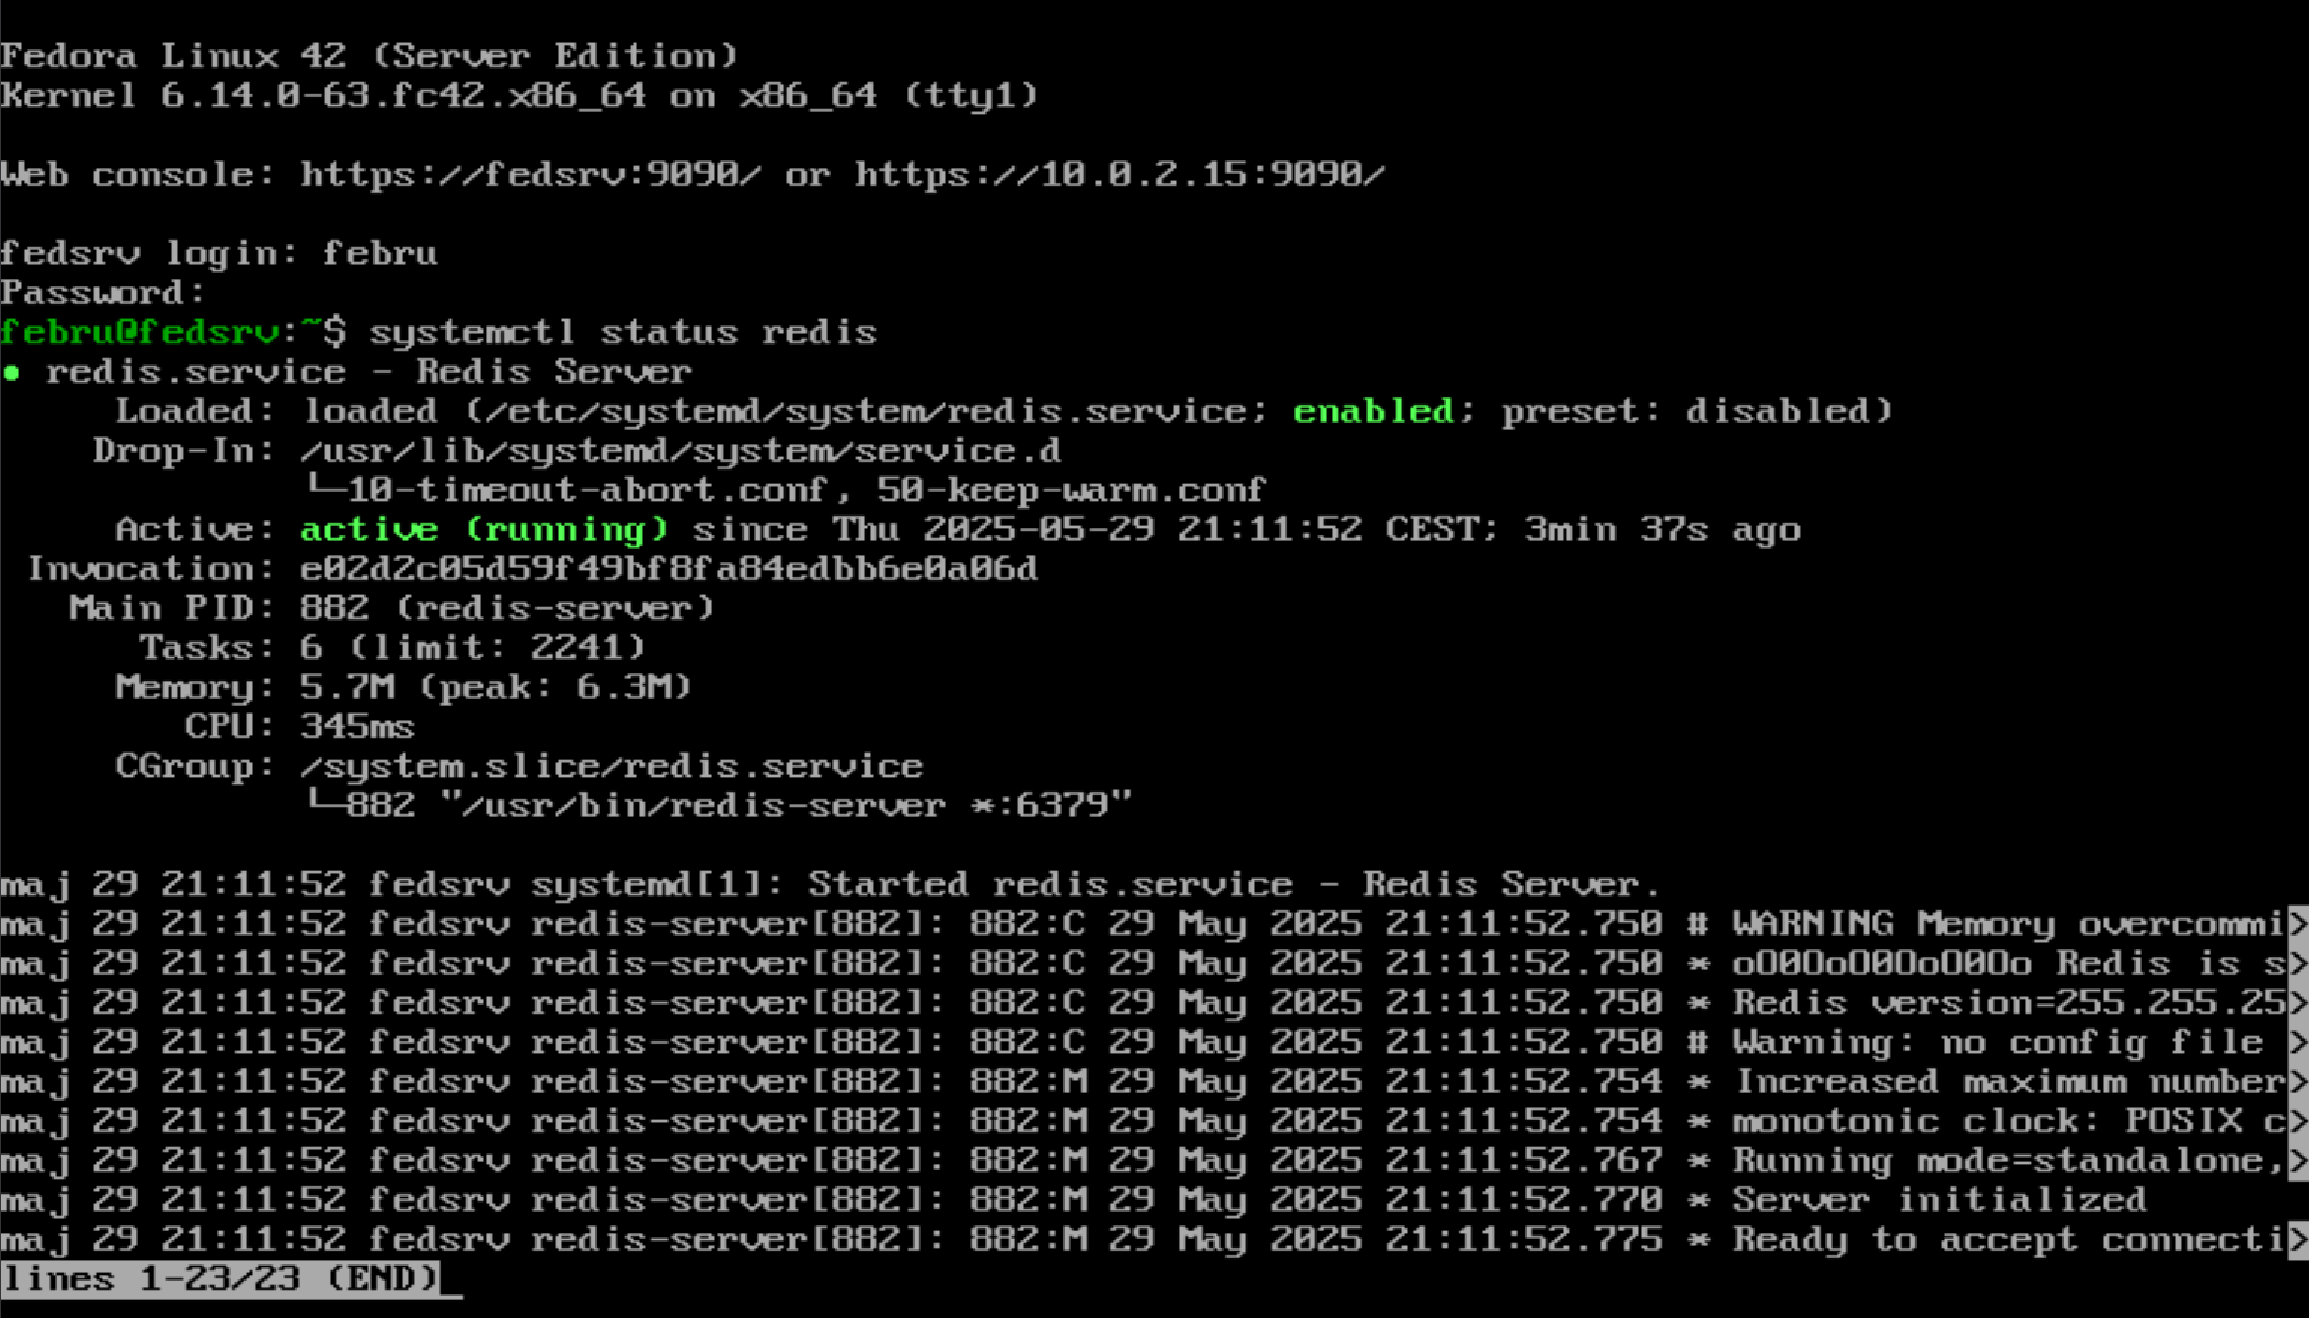 Fedora Linux 42 (Server Edition)
Kernel 6.14.0-63.fc42.x86_64 on x86_64 (tty1)
Web console: https://fedsrv:9090/ or https://10.0.2.15:9090/
fedsrv login: febru
Password:
febru@fedsrv:~$ systemctl status redis
● redis.service - Redis Server
Loaded: loaded (/etc/systemd/system/redis.service; enabled; preset: disabled)
Drop-In: /usr/lib/systemd/system/service.d
└─10-timeout-abort.conf, 50-keep-warm.conf
Active: active (running) since Thu 2025-05-29 21:11:52 CEST; 3min 37s ago
Invocation: e02d2c05d59f49bf8fa84edbb6e0a06d
Main PID: 882 (redis-server)
Tasks: 6 (limit: 2241)
Memory: 5.7M (peak: 6.3M)
CPU: 345ms
CGroup: /system.slice/redis.service
└─882 "/usr/bin/redis-server *:6379"
maj 29 21:11:52 fedsrv systemd[1]: Started redis.service - Redis Server.
maj 29 21:11:52 fedsrv redis-server[882]: 882:C 29 May 2025 21:11:52.750 # WARNING Memory overcommi>
maj 29 21:11:52 fedsrv redis-server[882]: 882:C 29 May 2025 21:11:52.750 * oO0OoO0OoO0Oo Redis is s>
maj 29 21:11:52 fedsrv redis-server[882]: 882:C 29 May 2025 21:11:52.750 * Redis version=255.255.25>
maj 29 21:11:52 fedsrv redis-server[882]: 882:C 29 May 2025 21:11:52.750 # Warning: no config file >
maj 29 21:11:52 fedsrv redis-server[882]: 882:M 29 May 2025 21:11:52.754 * Increased maximum number>
maj 29 21:11:52 fedsrv redis-server[882]: 882:M 29 May 2025 21:11:52.754 * monotonic clock: POSIX c>
maj 29 21:11:52 fedsrv redis-server[882]: 882:M 29 May 2025 21:11:52.767 * Running mode=standalone,>
maj 29 21:11:52 fedsrv redis-server[882]: 882:M 29 May 2025 21:11:52.770 * Server initialized
maj 29 21:11:52 fedsrv redis-server[882]: 882:M 29 May 2025 21:11:52.775 * Ready to accept connecti>
lines 1-23/23 (END)